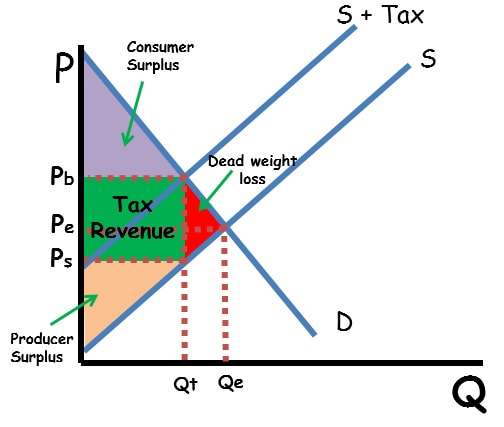 S + Tax
Consumer
Surplus
P
S
Dead weight
loss
Pb
Tax
Revenue
Pe
Ps
D
Producer
Surplus
Qt
Qe
Q